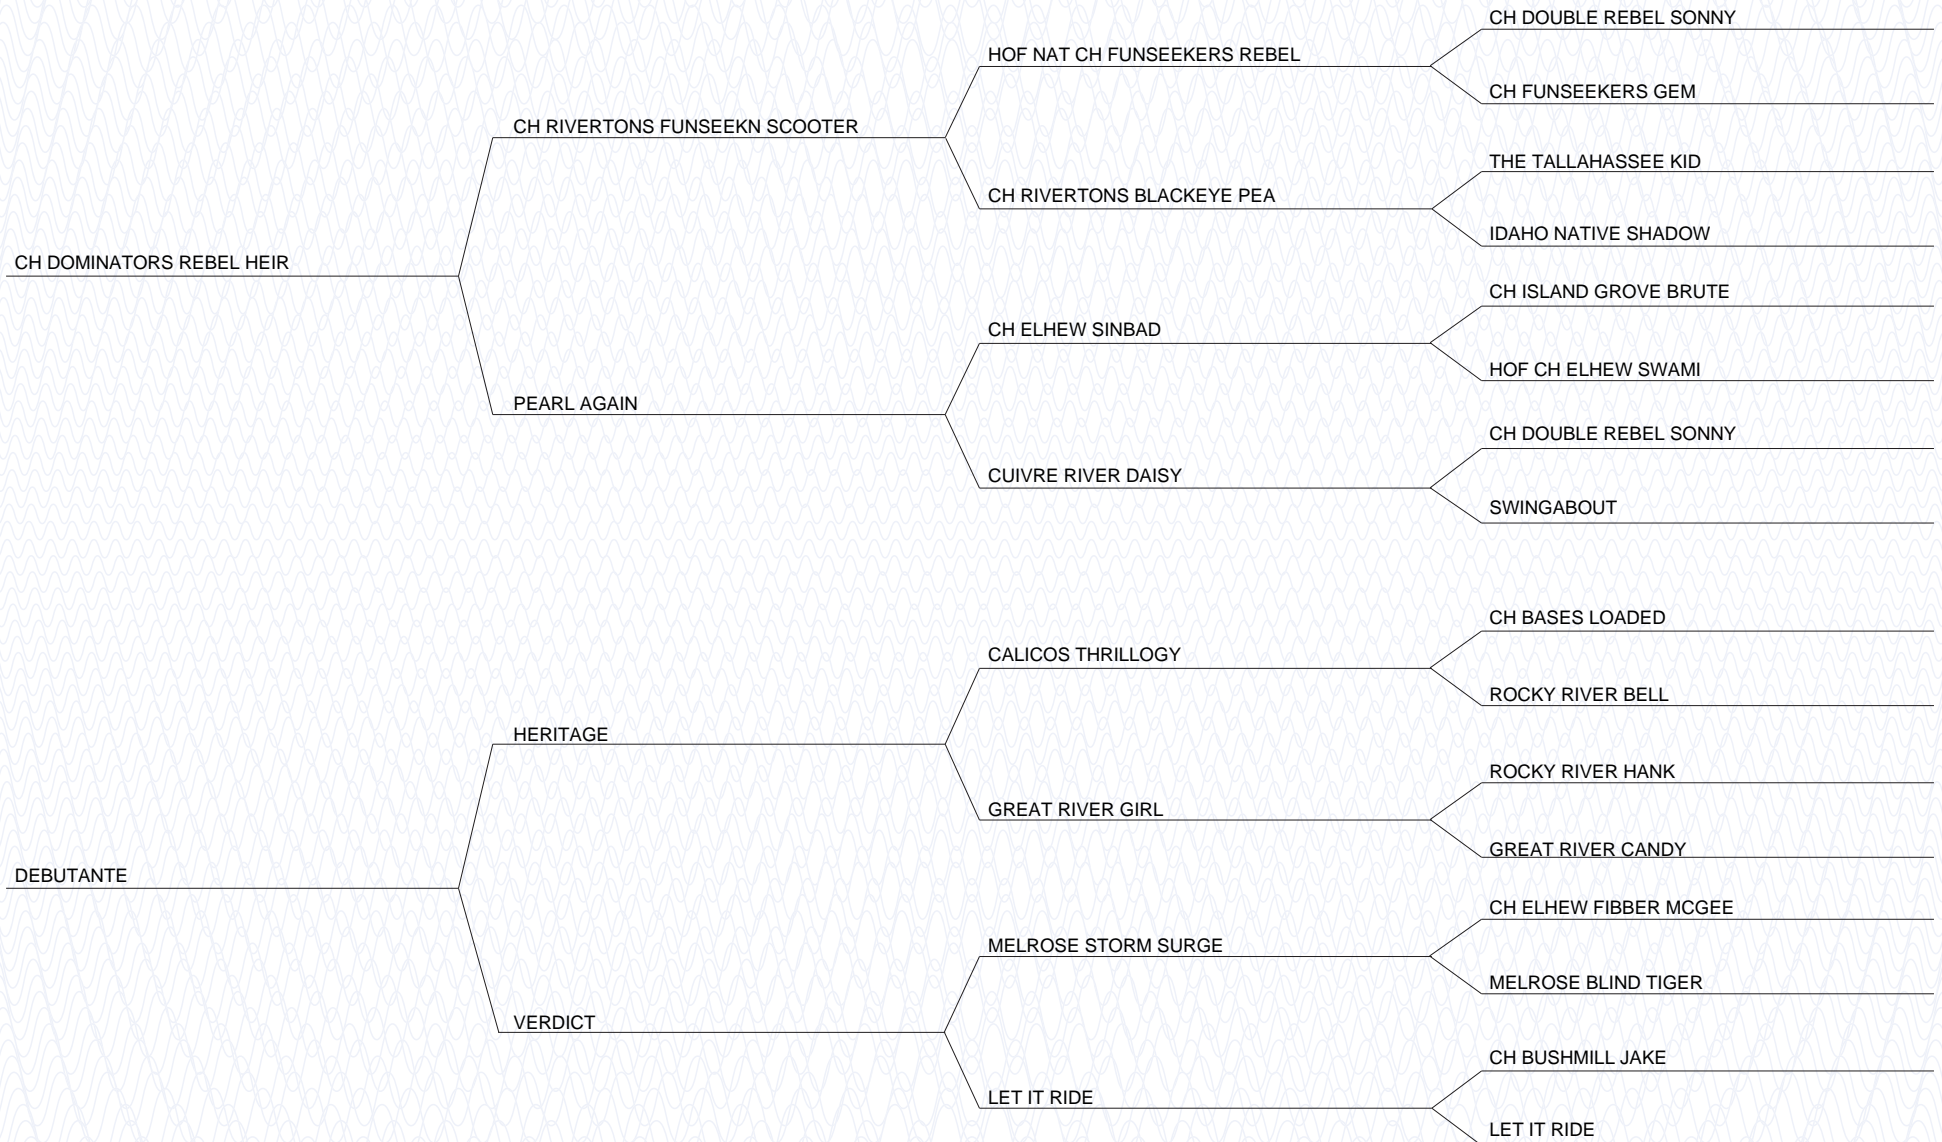 CH DOUBLE REBEL SONNY
HOF NAT CH FUNSEEKERS REBEL
CH FUNSEEKERS GEM
CH RIVERTONS FUNSEEKN SCOOTER
THE TALLAHASSEE KID
CH RIVERTONS BLACKEYE PEA
IDAHO NATIVE SHADOW
CH DOMINATORS REBEL HEIR
CH ISLAND GROVE BRUTE
CH ELHEW SINBAD
HOF CH ELHEW SWAMI
PEARL AGAIN
CH DOUBLE REBEL SONNY
CUIVRE RIVER DAISY
SWINGABOUT
CH BASES LOADED
CALICOS THRILLOGY
ROCKY RIVER BELL
HERITAGE
ROCKY RIVER HANK
GREAT RIVER GIRL
GREAT RIVER CANDY
DEBUTANTE
CH ELHEW FIBBER MCGEE
MELROSE STORM SURGE
MELROSE BLIND TIGER
VERDICT
CH BUSHMILL JAKE
LET IT RIDE
LET IT RIDE